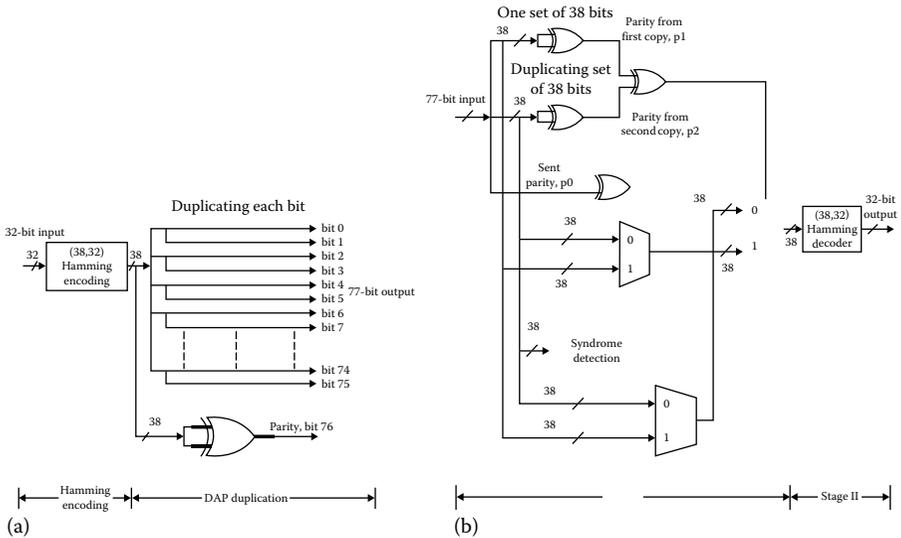 Duplicating each bit
32-bit input
32
(38,32)
Hamming
encoding
38
bit 0
bit 1
bit 2
bit 3
bit 4
bit 5
77-bit output
bit 6
bit 7
bit 74
bit 75
38
Parity, bit 76
Hamming
encoding
DAP duplication
(a)
One set of 38 bits
38
Parity from
first copy, p1
Duplicating set
of 38 bits
77-bit input
38
Parity from
second copy, p2
Sent
parity, p0
38
0
1
38
38
0
1
38
38
(38,32)
Hamming
decoder
32-bit
output
38
Syndrome
detection
38
0
38
1
Stage II
(b)